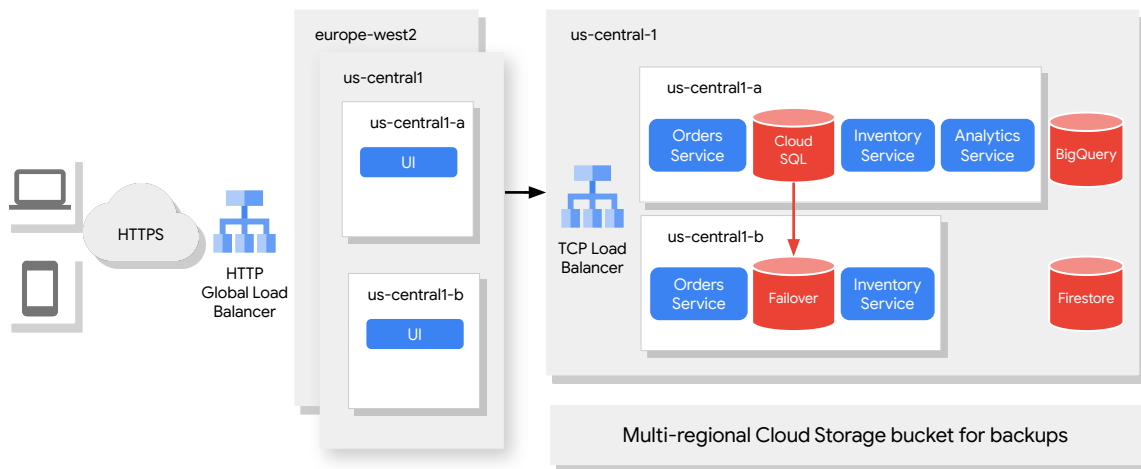 europe-west2
us-central1
us-central1-a
UI
us-central1-b
UI
HTTPS
HTTP
Global Load
Balancer
us-central-1
us-central1-a
Orders
Service
Cloud
SQL
Inventory
Service
Analytics
Service
BigQuery
TCP Load
Balancer
us-central1-b
Orders
Service
Failover
Inventory
Service
Firestore
Multi-regional Cloud Storage bucket for backups